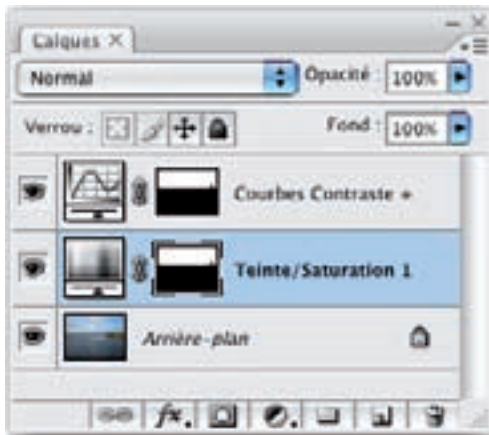 Calques ×
Normal Opacité : 100%
Verrou : Fond : 100%
Courbes Contraste +
Teinte/Saturation 1
Arrière-plan
fx.